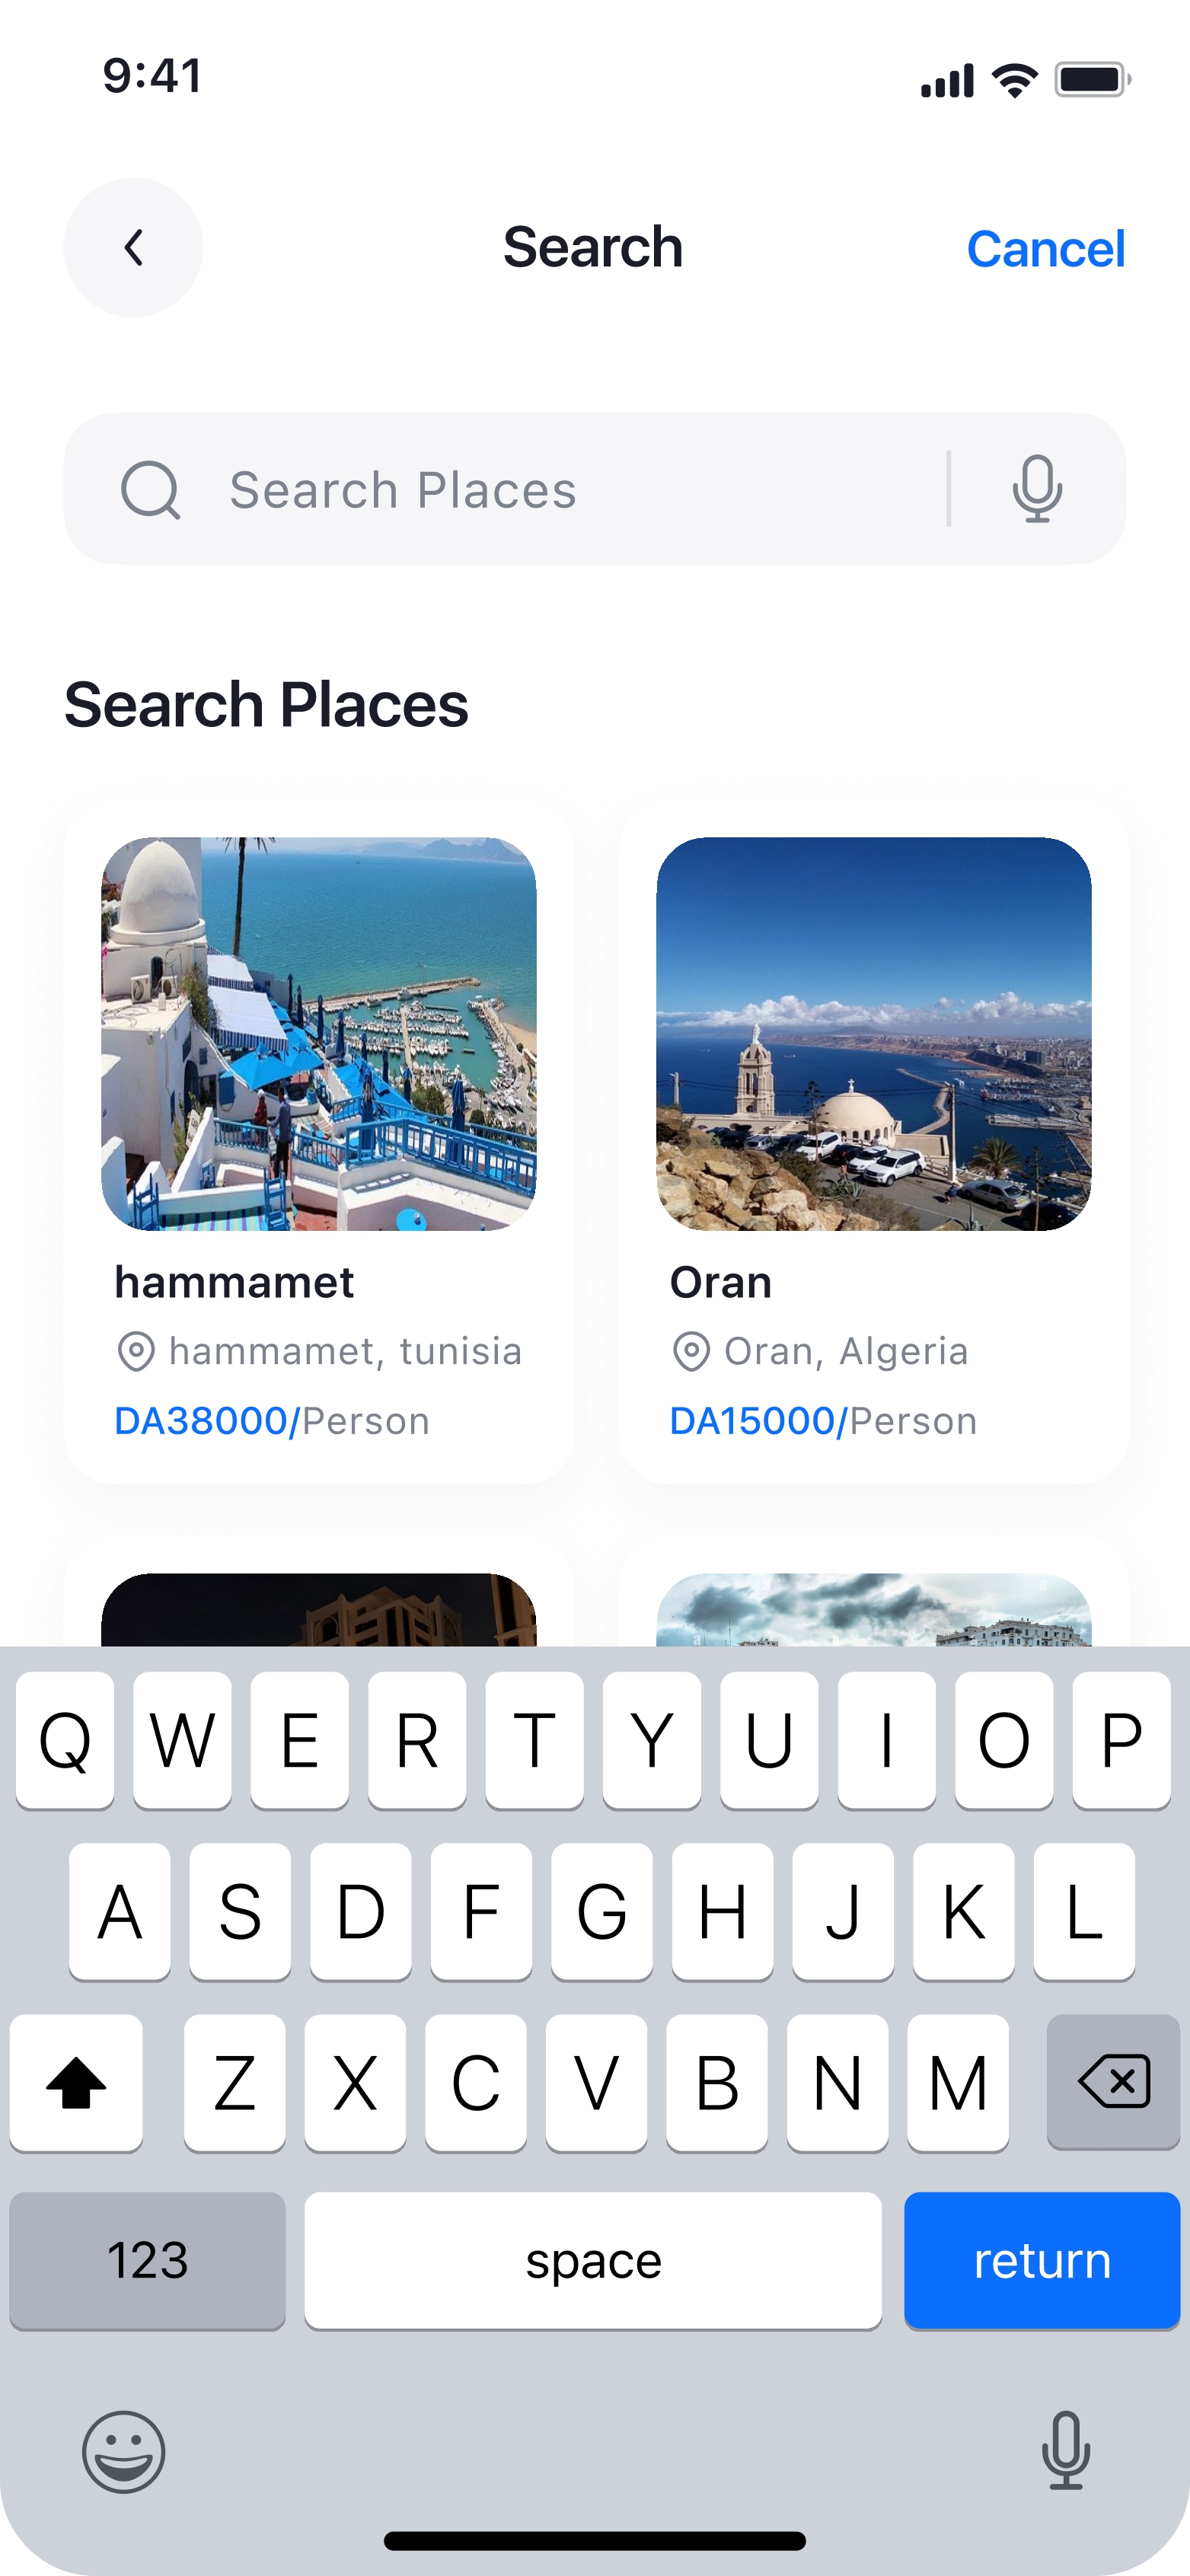 9:41
Search
Cancel
Search Places
Search Places
hammamet
hammamet, tunisia
DA38000/Person
Oran
Oran, Algeria
DA15000/Person
Q W E R T Y U I O P
A S D F G H J K L
Z X C V B N M
123 space return